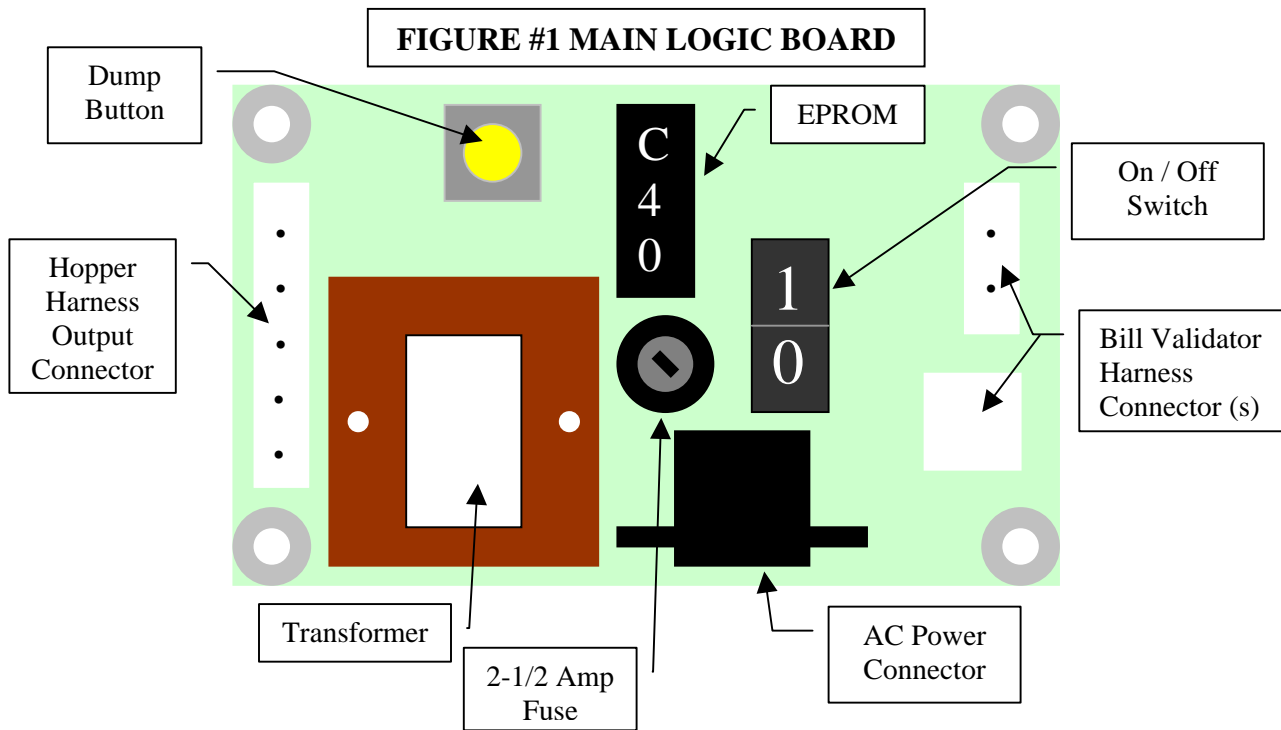 FIGURE #1 MAIN LOGIC BOARD
Dump
Button
EPROM
C
4
0
On / Off
Switch
1
0
Hopper
Harness
Output
Connector
Bill Validator
Harness
Connector (s)
Transformer
2-1/2 Amp
Fuse
AC Power
Connector